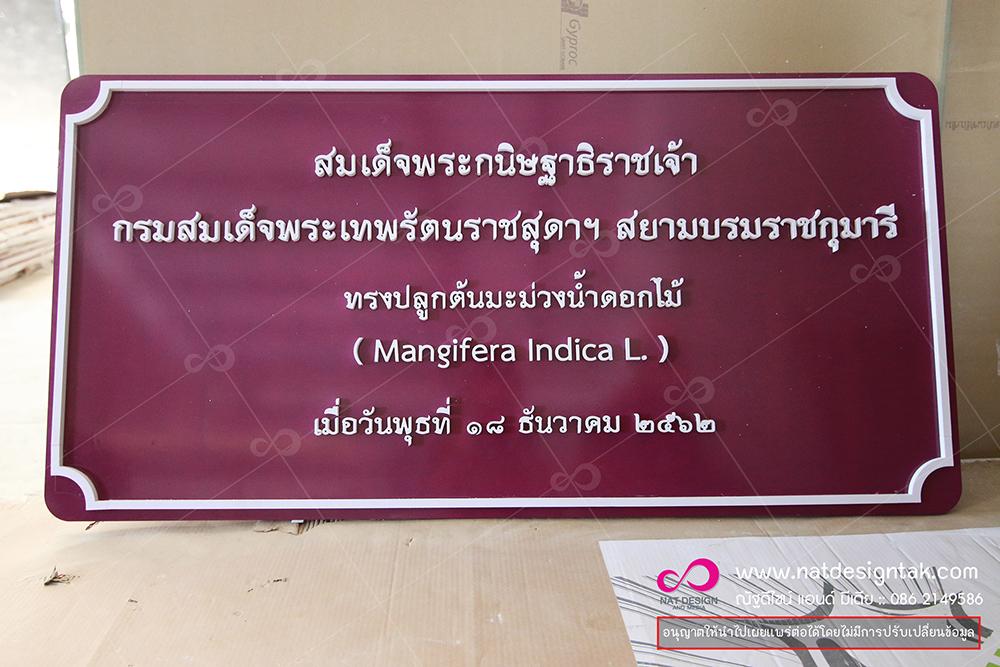 Gyproc
สมเด็จพระกนิษฐาธิราชเจ้า
กรมสมเด็จพระเทพรัตนราชสุดาฯ สยามบรมราชกุมารี
ทรงปลูกต้นมะม่วงน้ำดอกไม้
( Mangifera Indica L. )
เมื่อวันพุธที่ ๑๘ ธันวาคม ๒๕๖๒
NAT DESIGN
AND MEDIA
www.natdesigntak.com
ณัฐดีไซน์ แอนด์ มีเดีย :. 086 2149586
อนุญาตให้นำไปเผยแพร่ต่อได้โดยไม่มีการปรับเปลี่ยนข้อมูล